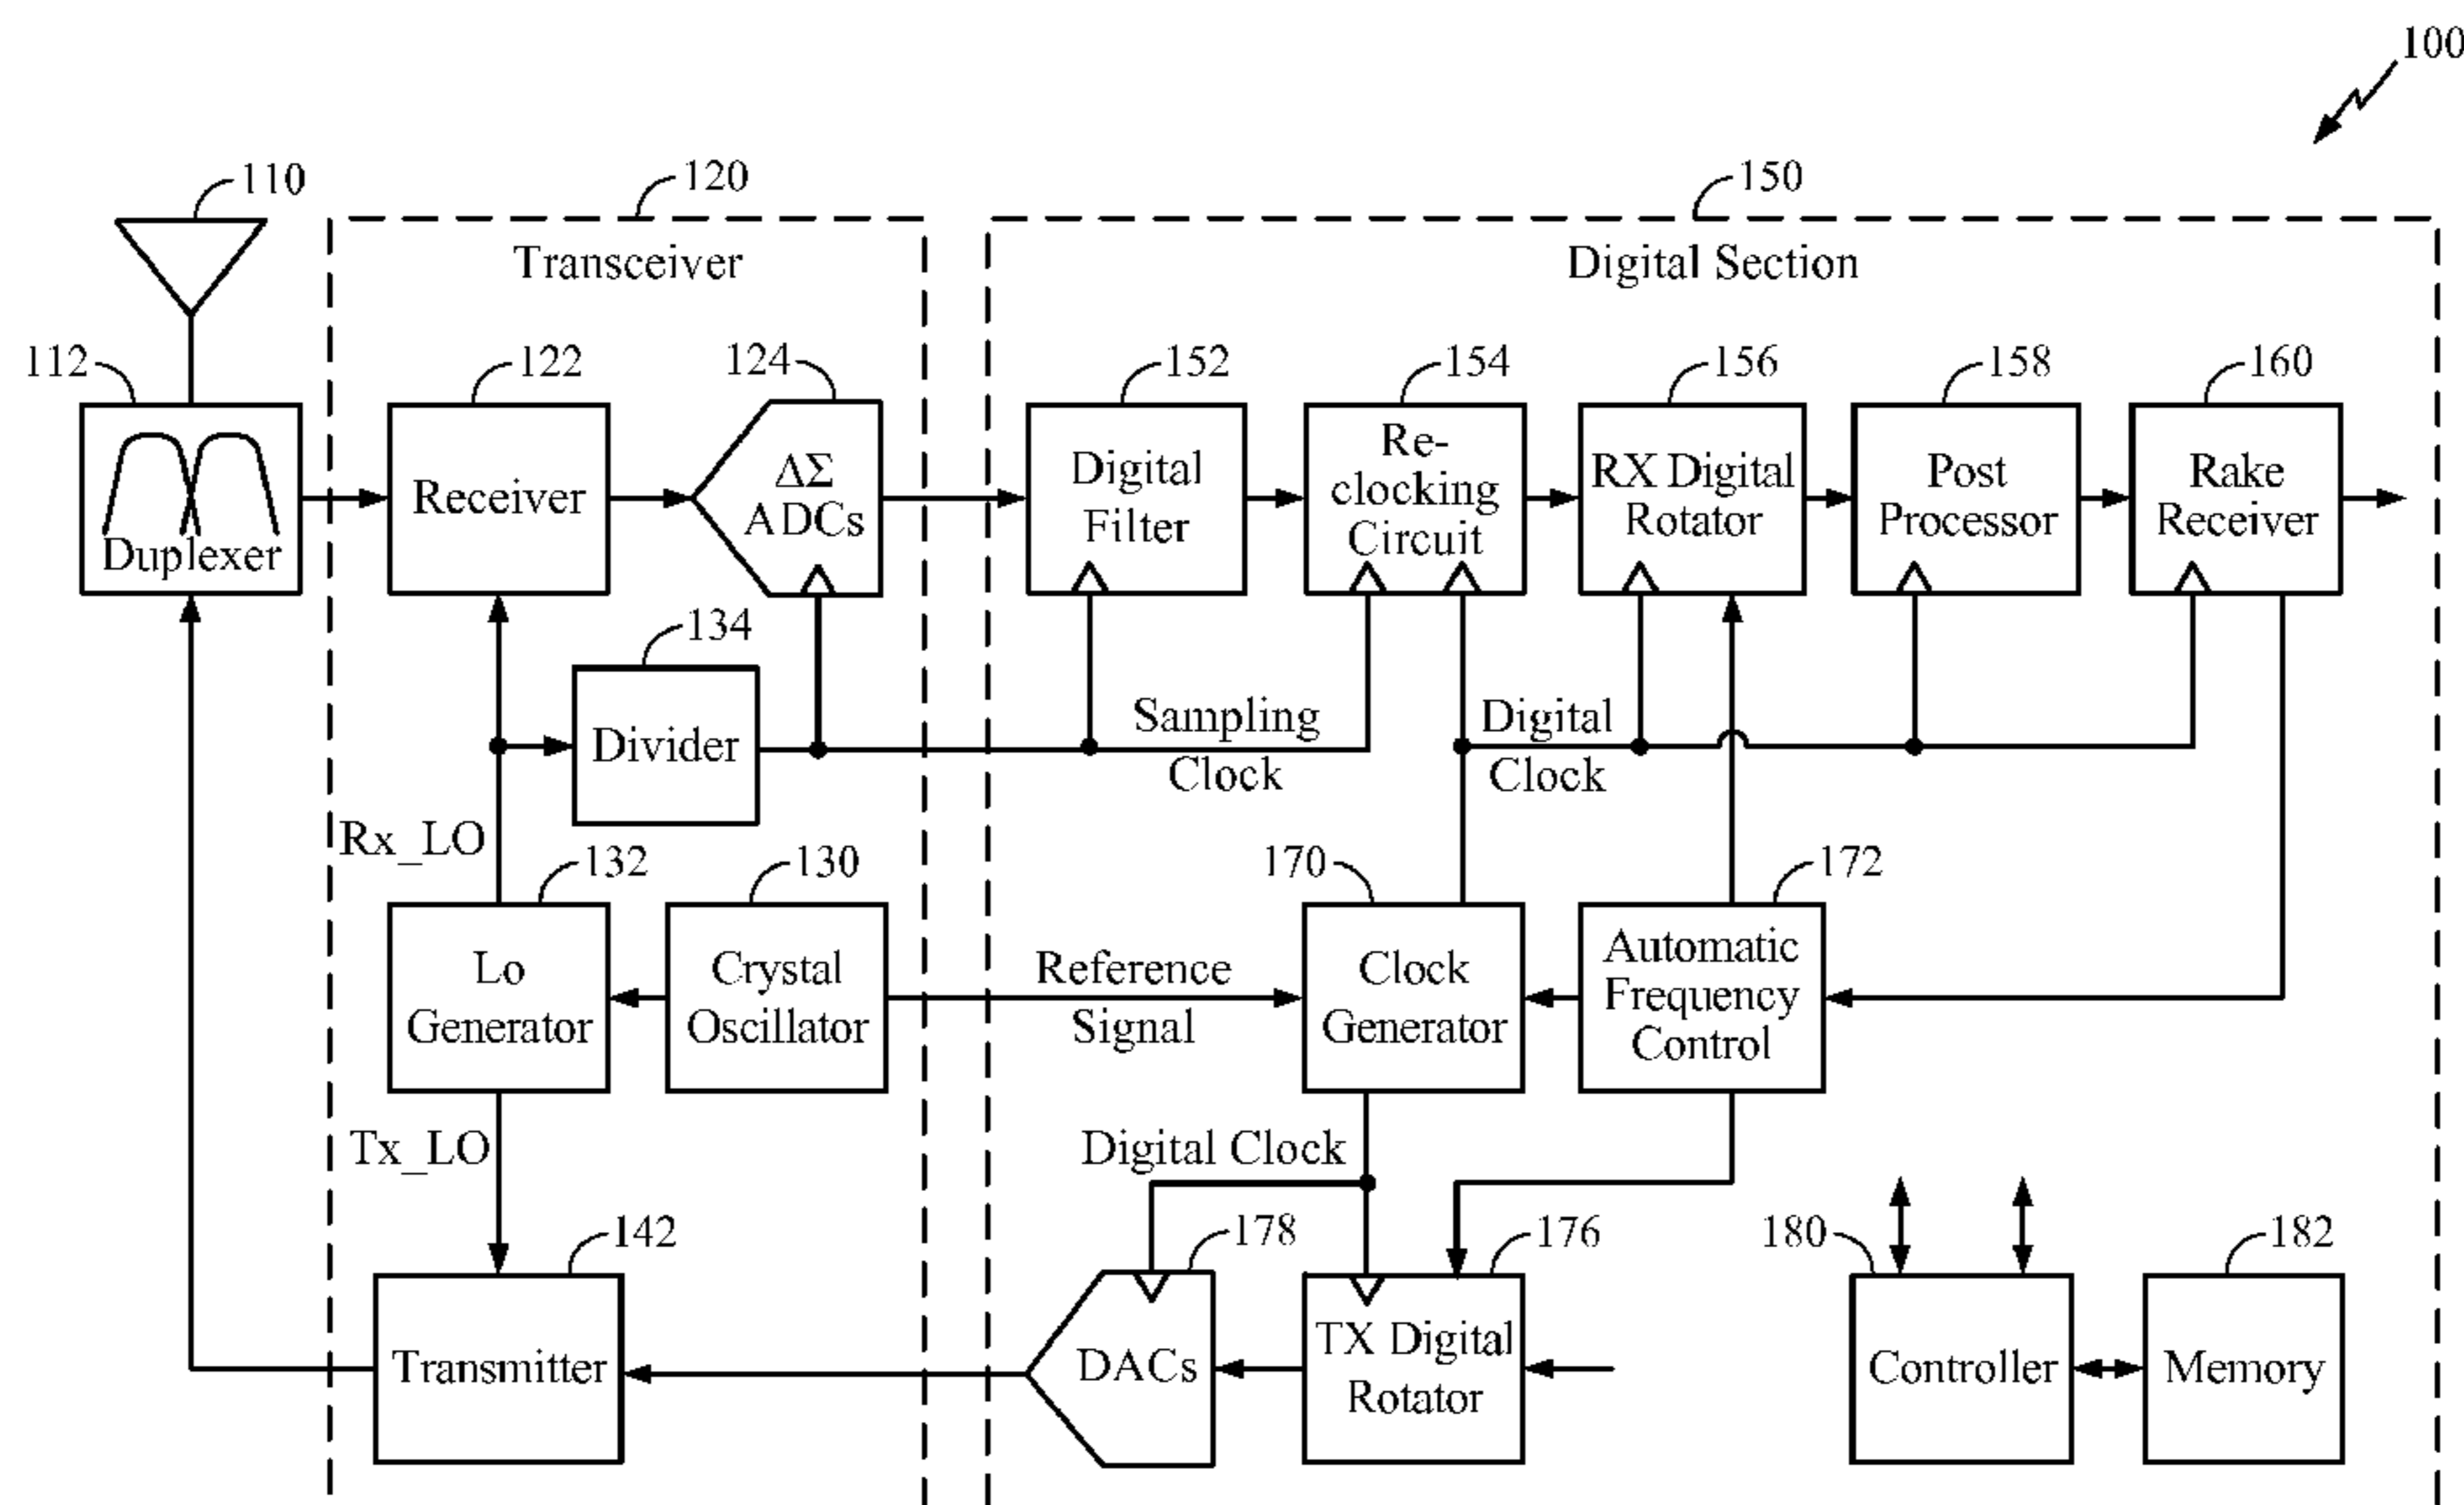 100
110
120
150
Transceiver
Digital Section
112
122
124
152
154
156
158
160
Duplexer
Receiver
ΔΣ
ADCs
Digital
Filter
Re-
clocking
Circuit
RX Digital
Rotator
Post
Processor
Rake
Receiver
134
Divider
Sampling
Clock
Digital
Clock
Rx_LO
132
130
170
172
Lo
Generator
Crystal
Oscillator
Reference
Signal
Clock
Generator
Automatic
Frequency
Control
Tx_LO
Digital Clock
142
178
176
180
182
Transmitter
DACs
TX Digital
Rotator
Controller
Memory